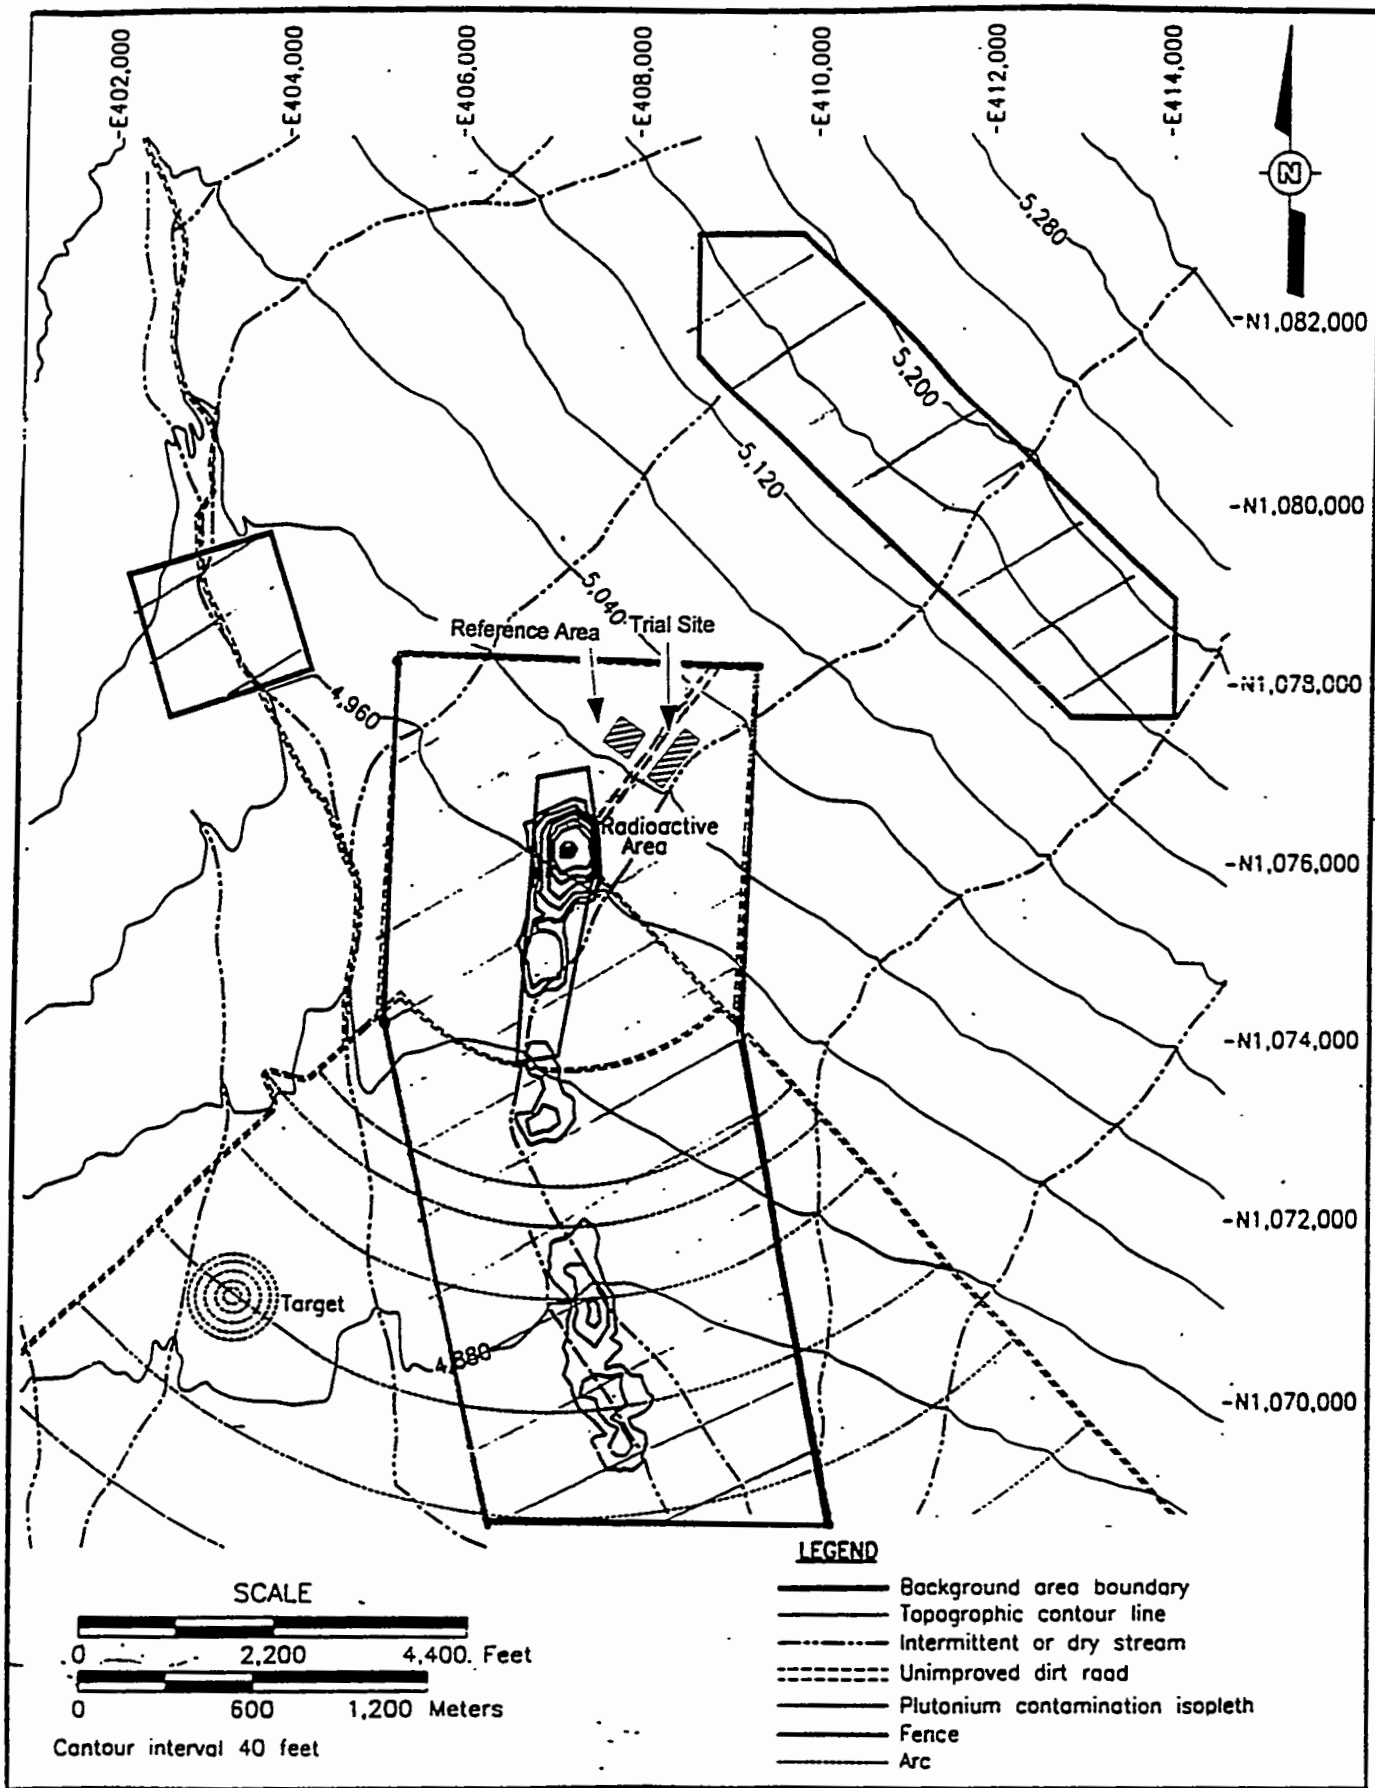 E402,000
E404,000
E406,000
E408,000
E410,000
E412,000
E414,000
N
5,280
-N1,082,000
5,200
5,120
-N1,080,000
5,040
Reference Area
Trial Site
-N1,078,000
4,960
Radioactive
Area
-N1,076,000
-N1,074,000
-N1,072,000
Target
4,880
-N1,070,000
LEGEND
SCALE
Background area boundary
Topographic contour line
Intermittent or dry stream
0 2,200 4,400 Feet
Unimproved dirt road
Plutonium contamination isopleth
0 600 1,200 Meters
Fence
Contour interval 40 feet
Arc